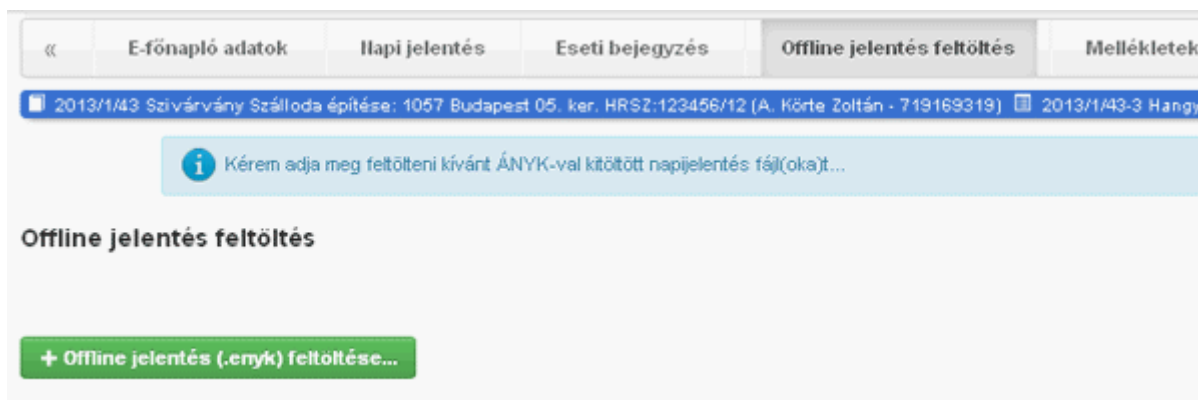 « E-főnapló adatok Napi jelentés Eseti bejegyzés Offline jelentés feltöltés Mellékletek
2013/1/43 Szivárvány Szálloda építése: 1057 Budapest 05. ker. HRSZ:123456/12 (A. Körte Zoltán - 719169319) 2013/1/43-3 Hangy
Kérem adja meg feltölteni kívánt ÁNYK-val kitöltött napijelentés fájl(oka)t...
Offline jelentés feltöltés
+ Offline jelentés (.enyk) feltöltése...